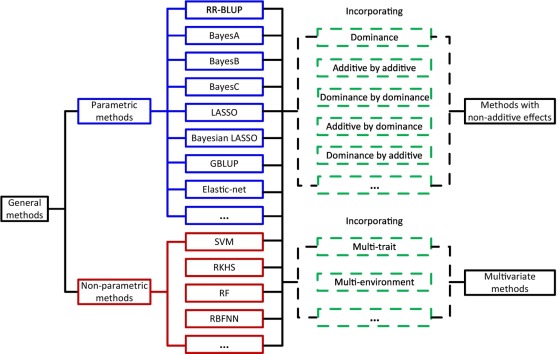 General
methods
Parametric
methods
Non-parametric
methods
RR-BLUP
BayesA
BayesB
BayesC
LASSO
Bayesian LASSO
GBLUP
Elastic-net
...
SVM
RKHS
RF
RBFNN
...
Incorporating
Dominance
Additive by additive
Dominance by dominance
Additive by dominance
Dominance by additive
...
Methods with
non-additive effects
Incorporating
Multi-trait
Multi-environment
...
Multivariate
methods